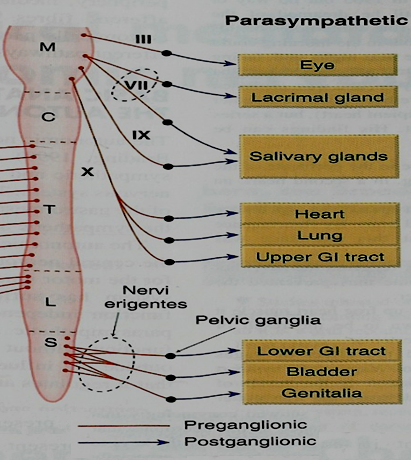 Parasympathetic
III
M
Eye
VII
Lacrimal gland
C
IX
Salivary glands
X
T
Heart
Lung
Upper GI tract
L
Nervi
erigentes
Pelvic ganglia
S
Lower GI tract
Bladder
Genitalia
Preganglionic
Postganglionic